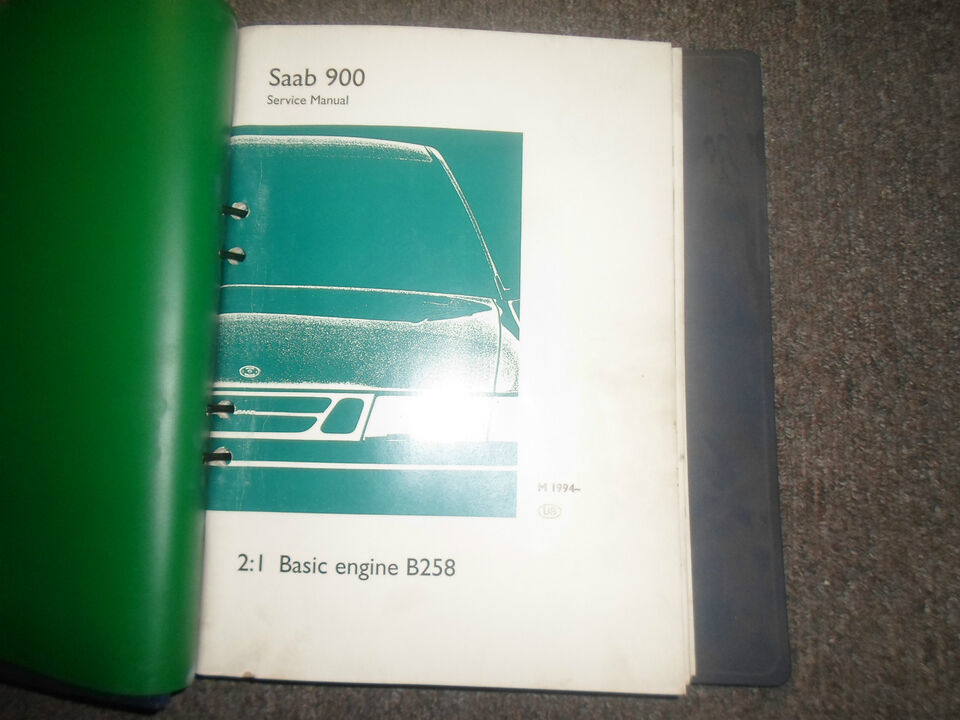 Saab 900
Service Manual
M 1994–
US
2:1 Basic engine B258